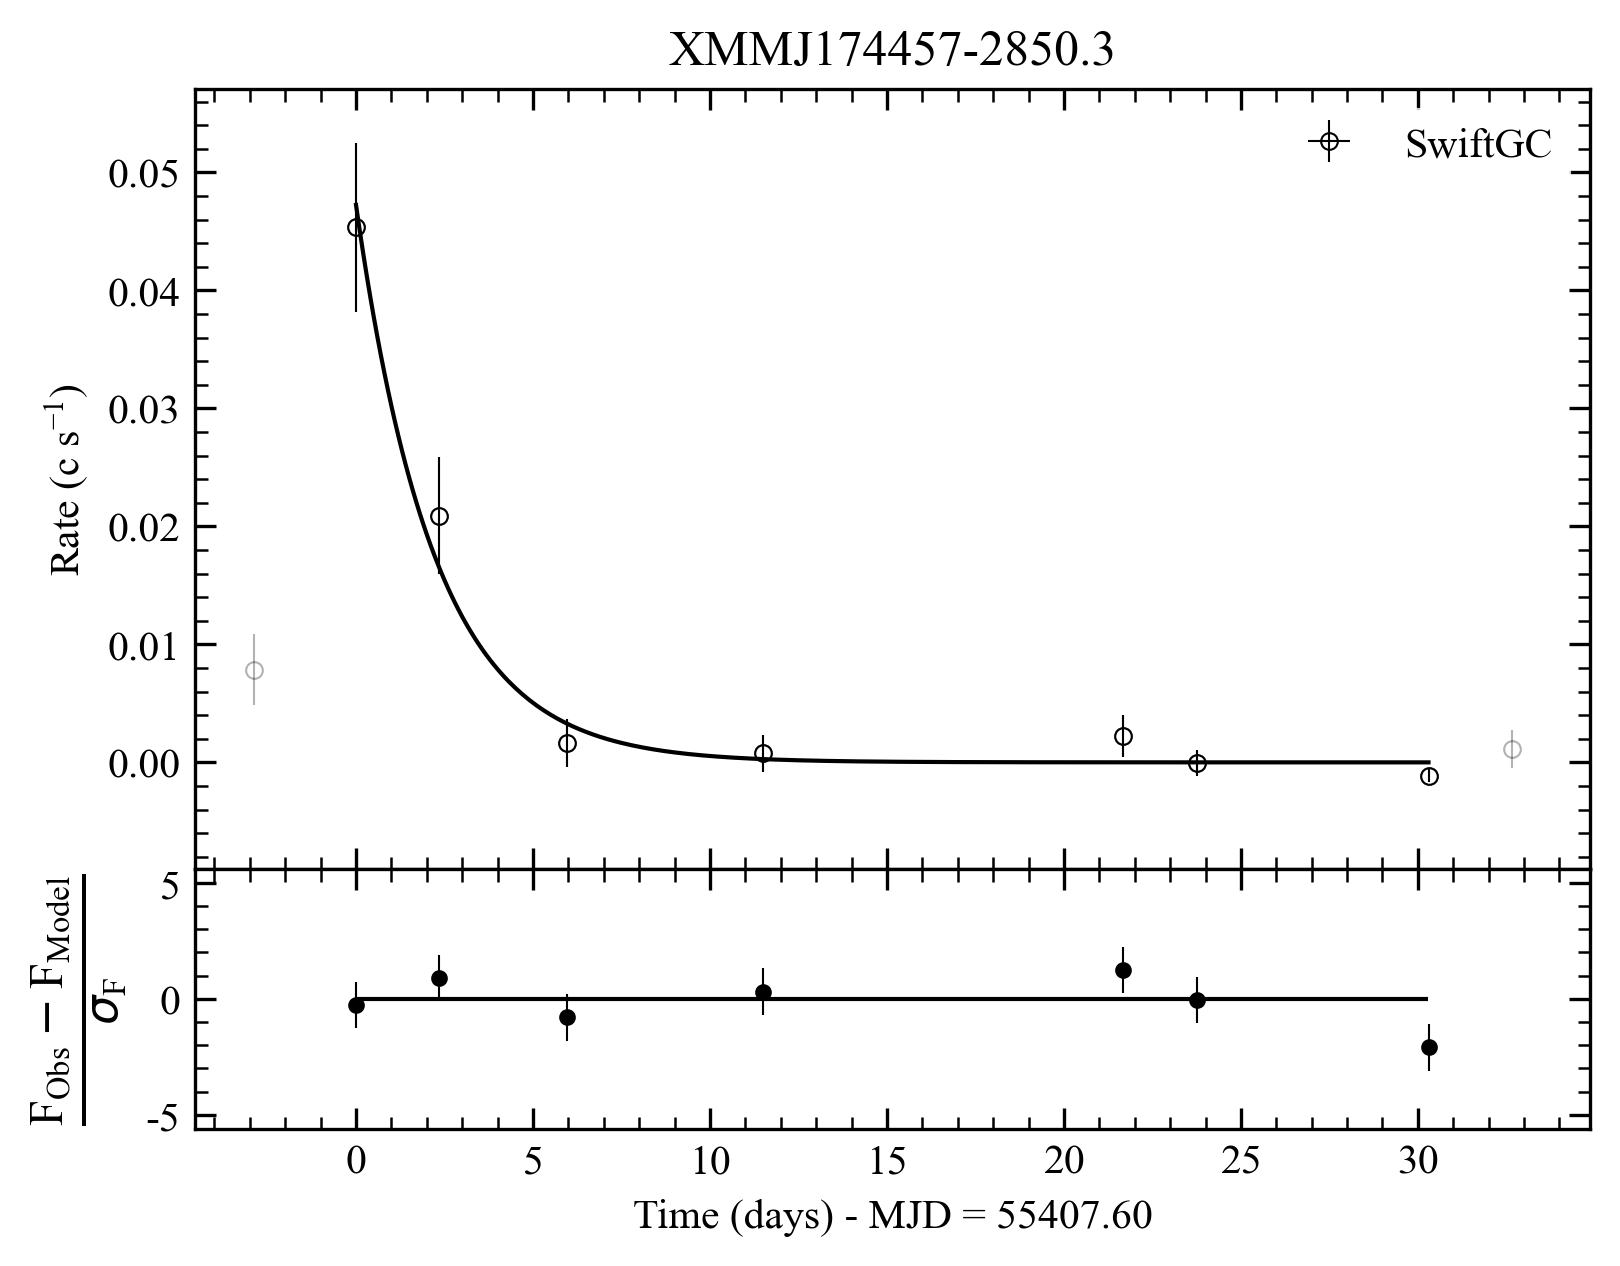 XMMJ174457-2850.3
SwiftGC
0.05
0.04
0.03
0.02
0.01
0.00
Rate (c s⁻¹)
5
0
-5
F_Obs − F_Model
σ_F
0 5 10 15 20 25 30
Time (days) - MJD = 55407.60